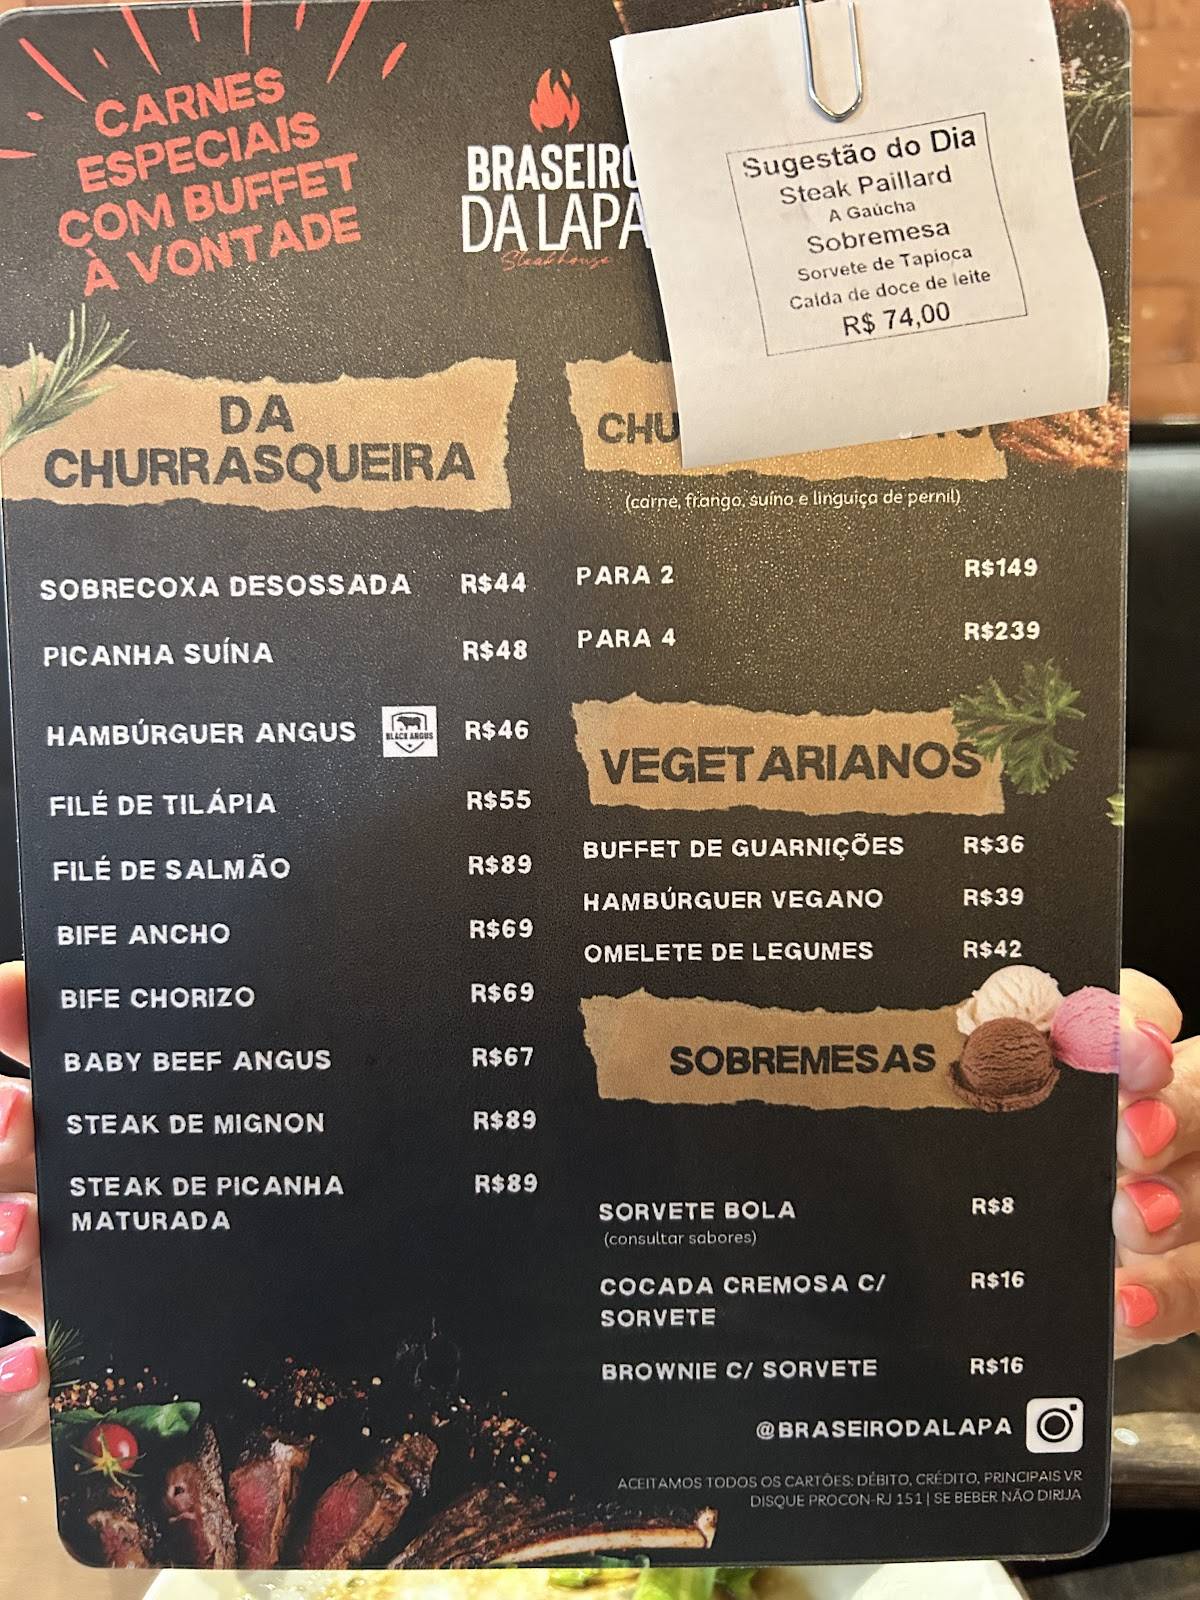 CARNES
ESPECIAIS
COM BUFFET
À VONTADE
BRASEIRO
DA LAPA
Steakhouse
Sugestão do Dia
Steak Paillard
A Gaúcha
Sobremesa
Sorvete de Tapioca
Calda de doce de leite
R$ 74,00
DA
CHURRASQUEIRA
SOBRECOXA DESOSSADA R$44
PICANHA SUÍNA R$48
HAMBÚRGUER ANGUS BLACK ANGUS R$46
FILÉ DE TILÁPIA R$55
FILÉ DE SALMÃO R$89
BIFE ANCHO R$69
BIFE CHORIZO R$69
BABY BEEF ANGUS R$67
STEAK DE MIGNON R$89
STEAK DE PICANHA R$89
MATURADA
(carne, frango, suíno e linguiça de pernil)
PARA 2 R$149
PARA 4 R$239
VEGETARIANOS
BUFFET DE GUARNIÇÕES R$36
HAMBÚRGUER VEGANO R$39
OMELETE DE LEGUMES R$42
SOBREMESAS
SORVETE BOLA R$8
(consultar sabores)
COCADA CREMOSA C/ R$16
SORVETE
BROWNIE C/ SORVETE R$16
@BRASEIRODALAPA
ACEITAMOS TODOS OS CARTÕES: DÉBITO, CRÉDITO, PRINCIPAIS VR
DISQUE PROCON-RJ 151 | SE BEBER NÃO DIRIJA